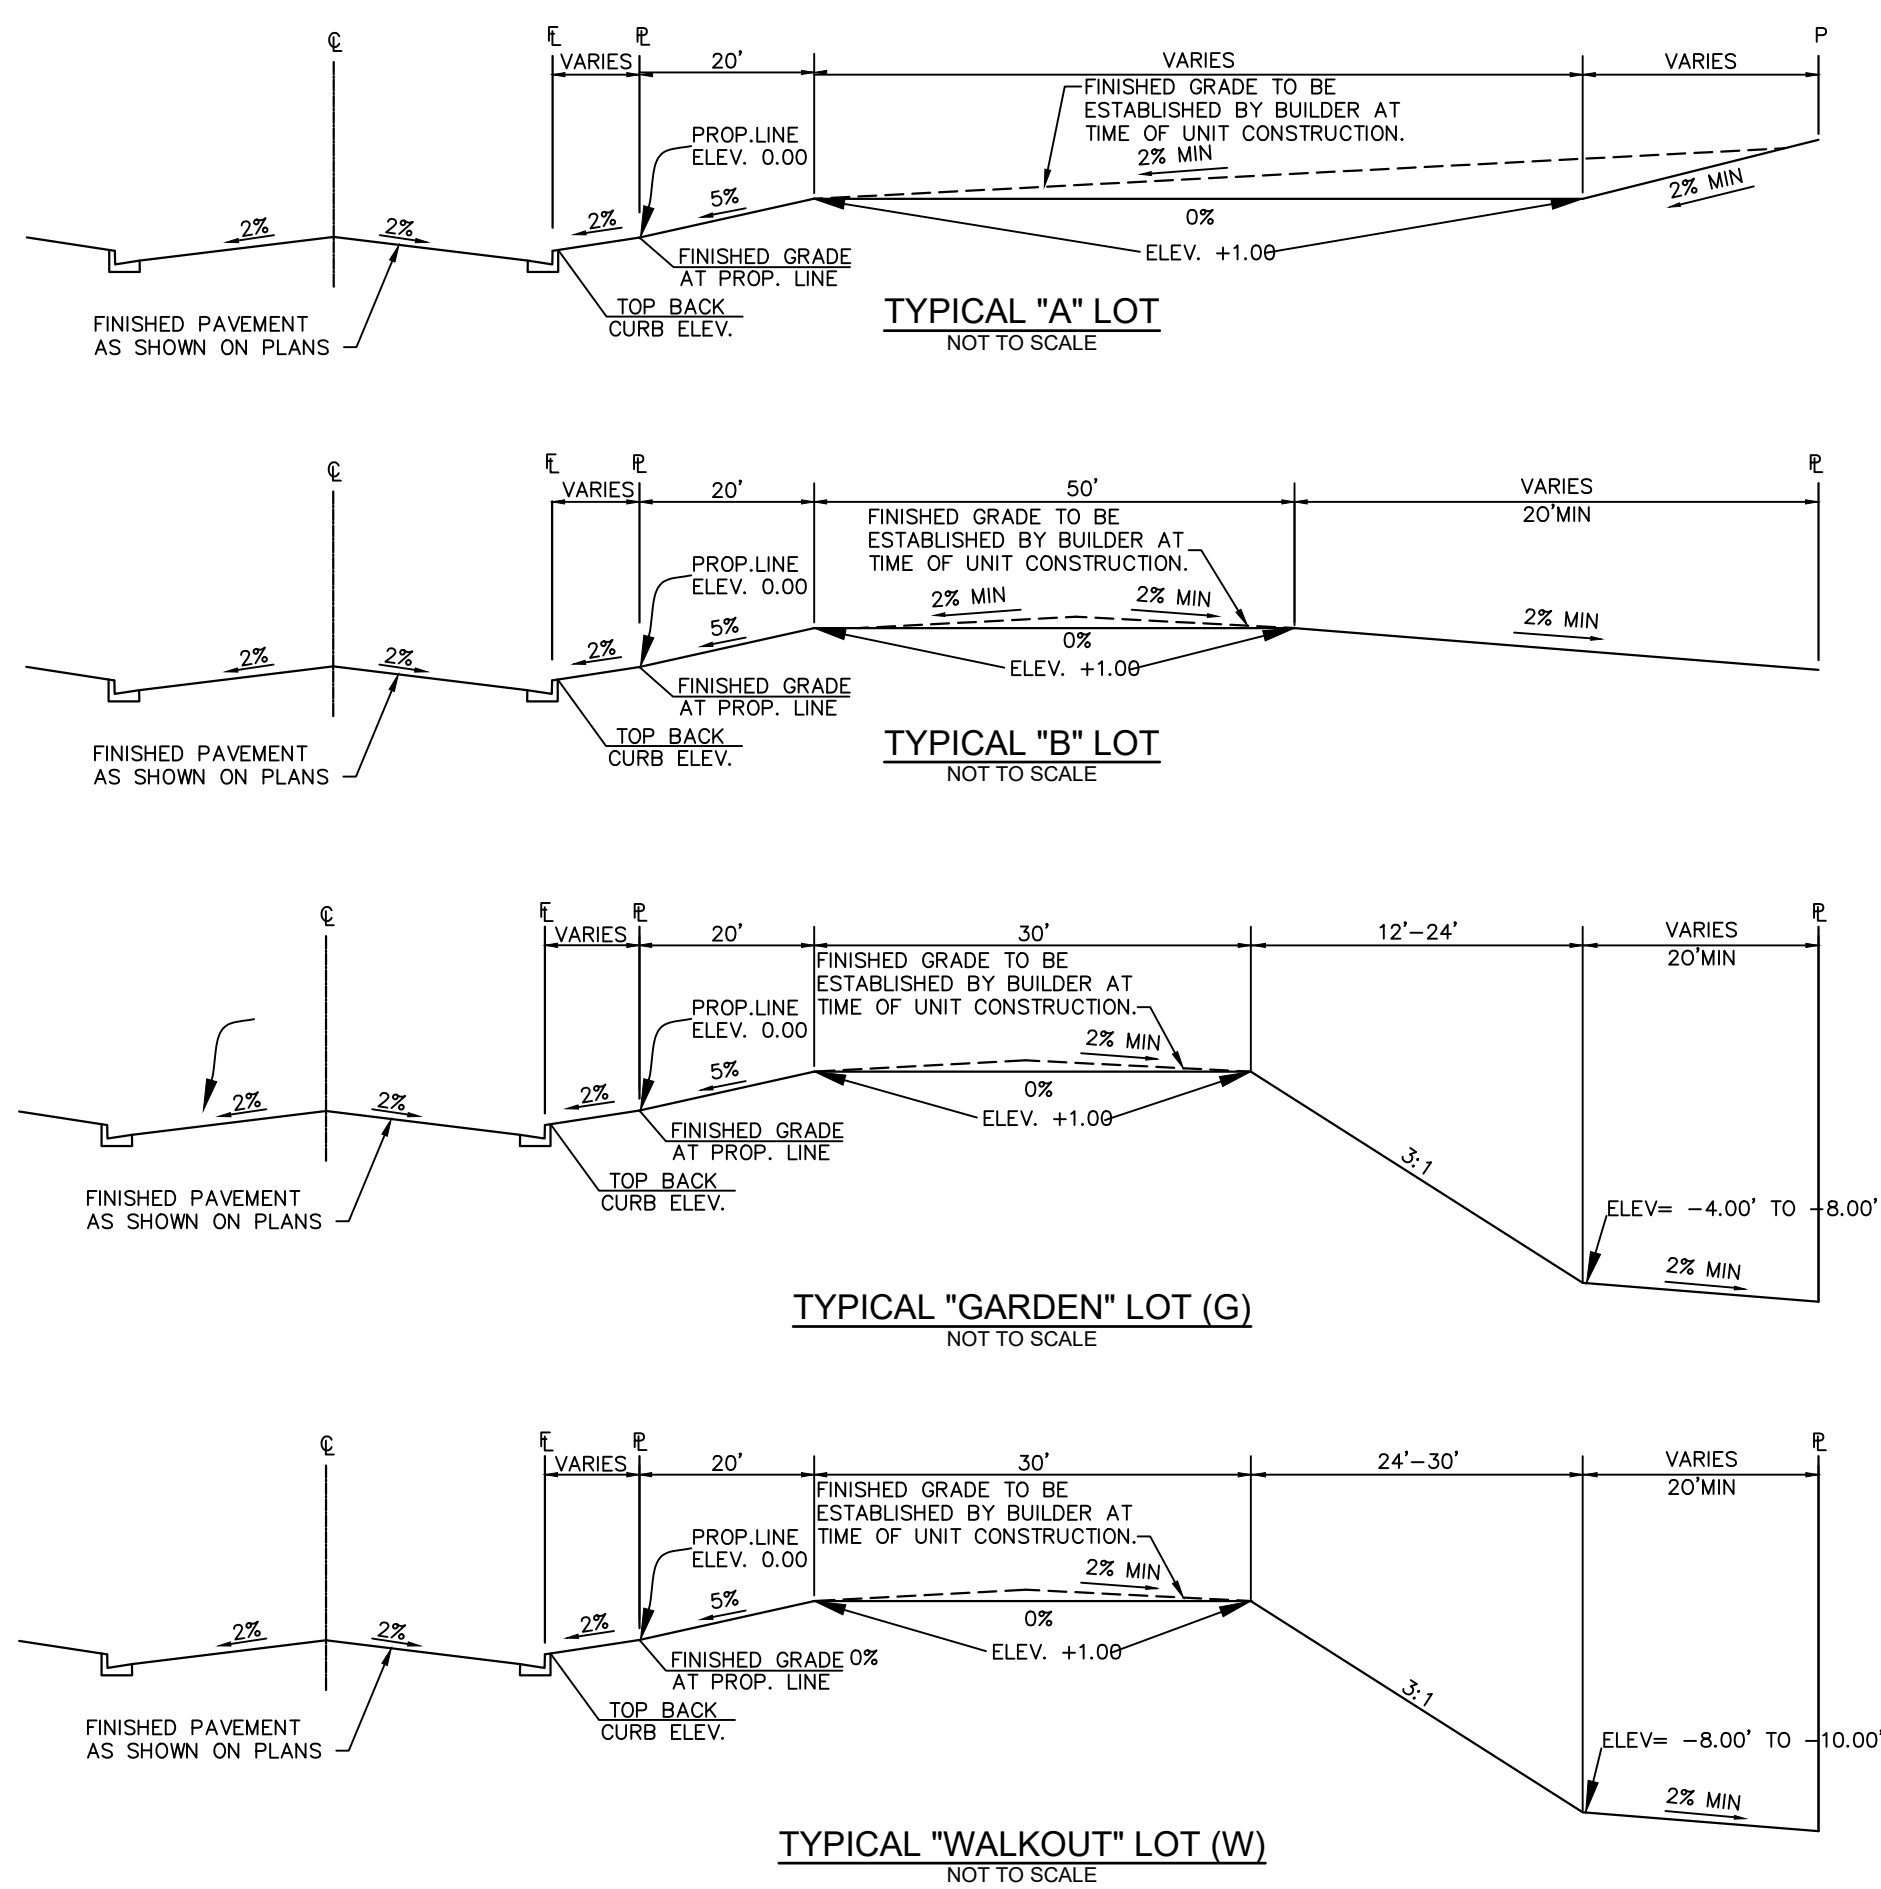 ℄
FL
PL
P
VARIES
20'
VARIES
VARIES
FINISHED GRADE TO BE
ESTABLISHED BY BUILDER AT
TIME OF UNIT CONSTRUCTION.
PROP.LINE
ELEV. 0.00
2% MIN
2% MIN
5%
2%
2%
2%
0%
ELEV. +1.00
FINISHED GRADE
AT PROP. LINE
TOP BACK
CURB ELEV.
FINISHED PAVEMENT
AS SHOWN ON PLANS
TYPICAL "A" LOT
NOT TO SCALE
℄
FL
PL
PL
VARIES
20'
50'
VARIES
20'MIN
FINISHED GRADE TO BE
ESTABLISHED BY BUILDER AT
TIME OF UNIT CONSTRUCTION.
PROP.LINE
ELEV. 0.00
2% MIN
2% MIN
2% MIN
5%
2%
2%
2%
0%
ELEV. +1.00
FINISHED GRADE
AT PROP. LINE
TOP BACK
CURB ELEV.
FINISHED PAVEMENT
AS SHOWN ON PLANS
TYPICAL "B" LOT
NOT TO SCALE
℄
FL
PL
PL
VARIES
20'
30'
12'-24'
VARIES
20'MIN
FINISHED GRADE TO BE
ESTABLISHED BY BUILDER AT
TIME OF UNIT CONSTRUCTION.
PROP.LINE
ELEV. 0.00
2% MIN
5%
2%
2%
2%
0%
ELEV. +1.00
FINISHED GRADE
AT PROP. LINE
3:1
TOP BACK
CURB ELEV.
FINISHED PAVEMENT
AS SHOWN ON PLANS
ELEV= -4.00' TO -8.00'
2% MIN
TYPICAL "GARDEN" LOT (G)
NOT TO SCALE
℄
FL
PL
PL
VARIES
20'
30'
24'-30'
VARIES
20'MIN
FINISHED GRADE TO BE
ESTABLISHED BY BUILDER AT
TIME OF UNIT CONSTRUCTION.
PROP.LINE
ELEV. 0.00
2% MIN
5%
2%
2%
2%
0%
ELEV. +1.00
FINISHED GRADE 0%
AT PROP. LINE
3:1
TOP BACK
CURB ELEV.
FINISHED PAVEMENT
AS SHOWN ON PLANS
ELEV= -8.00' TO -10.00'
2% MIN
TYPICAL "WALKOUT" LOT (W)
NOT TO SCALE